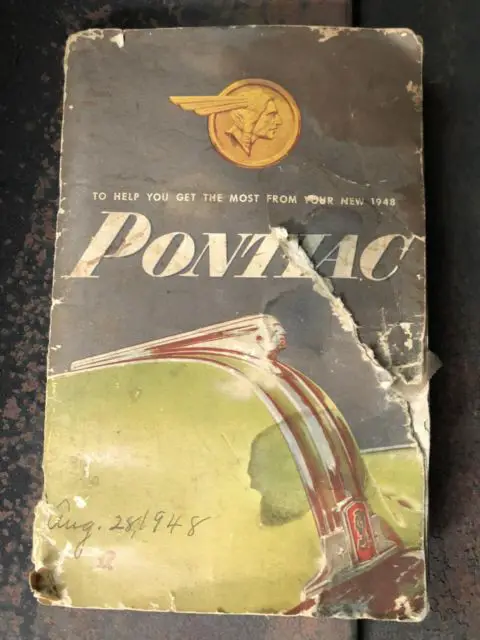 TO HELP YOU GET THE MOST FROM YOUR NEW 1948
PONTIAC
Aug. 28, 1948